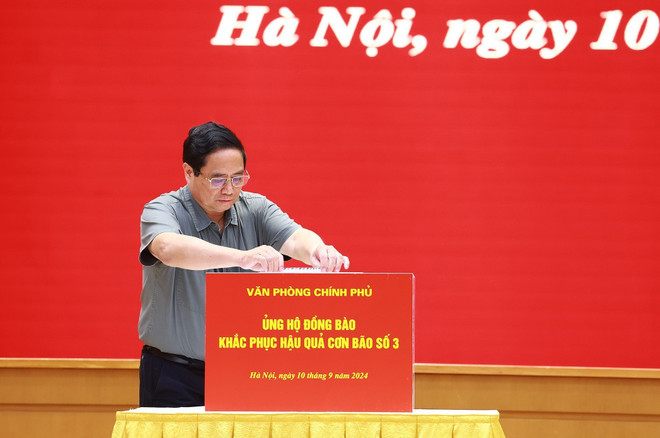 Hà Nội, ngày 10
VĂN PHÒNG CHÍNH PHỦ
ỦNG HỘ ĐỒNG BÀO
KHẮC PHỤC HẬU QUẢ CƠN BÃO SỐ 3
Hà Nội, ngày 10 tháng 9 năm 2024